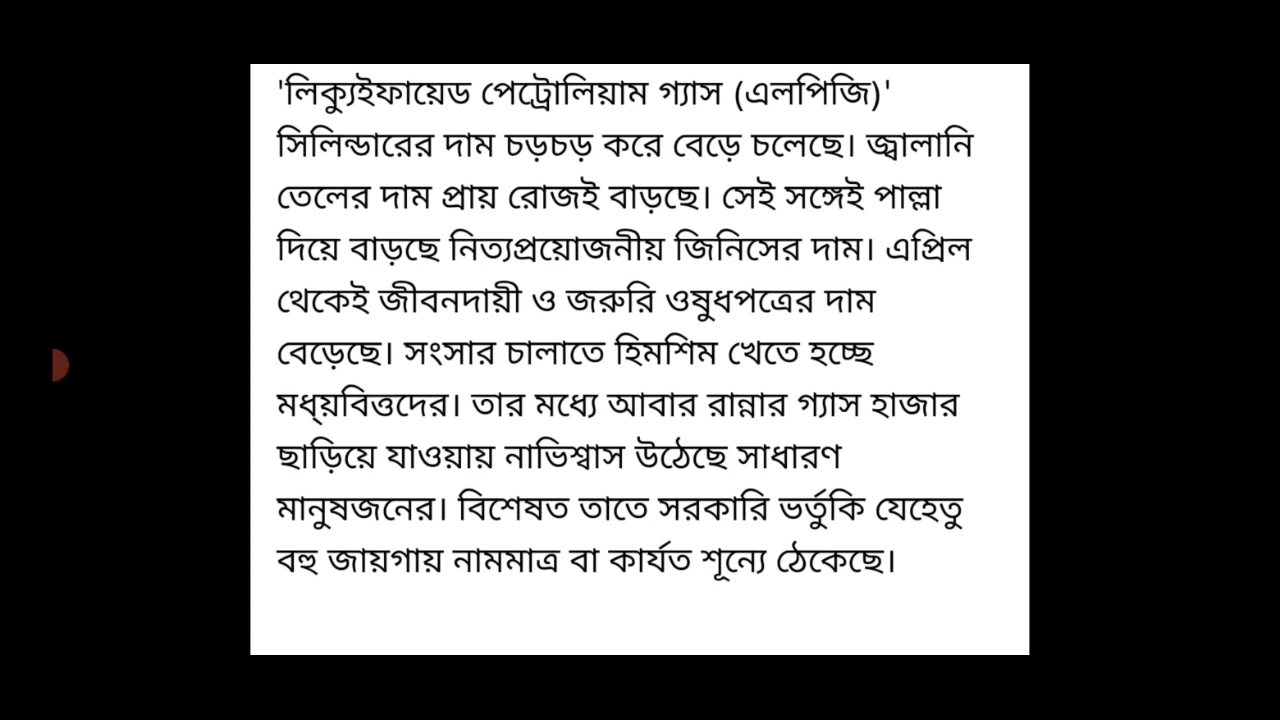 'লিক্যুইফায়েড পেট্রোলিয়াম গ্যাস (এলপিজি)'
সিলিন্ডারের দাম চড়চড় করে বেড়ে চলেছে। জ্বালানি
তেলের দাম প্রায় রোজই বাড়ছে। সেই সঙ্গেই পাল্লা
দিয়ে বাড়ছে নিত্যপ্রয়োজনীয় জিনিসের দাম। এপ্রিল
থেকেই জীবনদায়ী ও জরুরি ওষুধপত্রের দাম
বেড়েছে। সংসার চালাতে হিমশিম খেতে হচ্ছে
মধ্য়বিত্তদের। তার মধ্যে আবার রান্নার গ্যাস হাজার
ছাড়িয়ে যাওয়ায় নাভিশ্বাস উঠেছে সাধারণ
মানুষজনের। বিশেষত তাতে সরকারি ভর্তুকি যেহেতু
বহু জায়গায় নামমাত্র বা কার্যত শূন্যে ঠেকেছে।